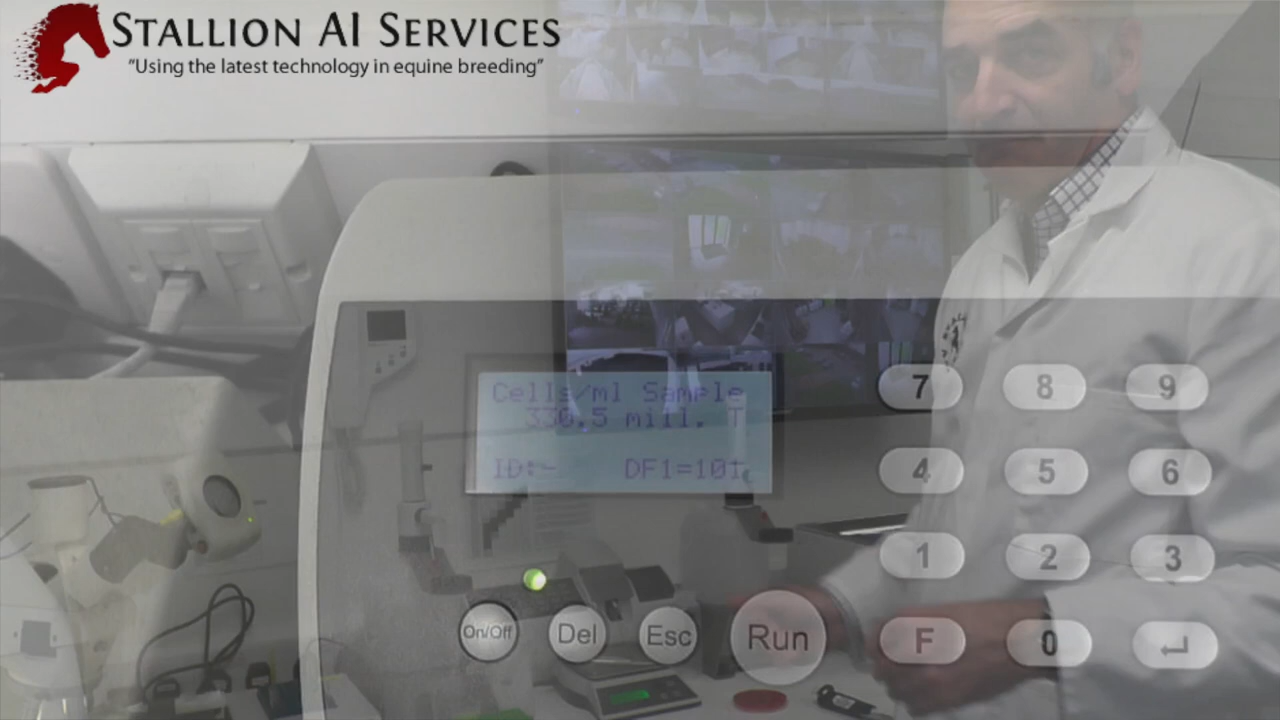 STALLION AI SERVICES
"Using the latest technology in equine breeding"
Cells/ml Sample
330.5 mill. T
ID:- DF1=101
7 8 9
4 5 6
1 2 3
On/Off Del Esc Run F 0